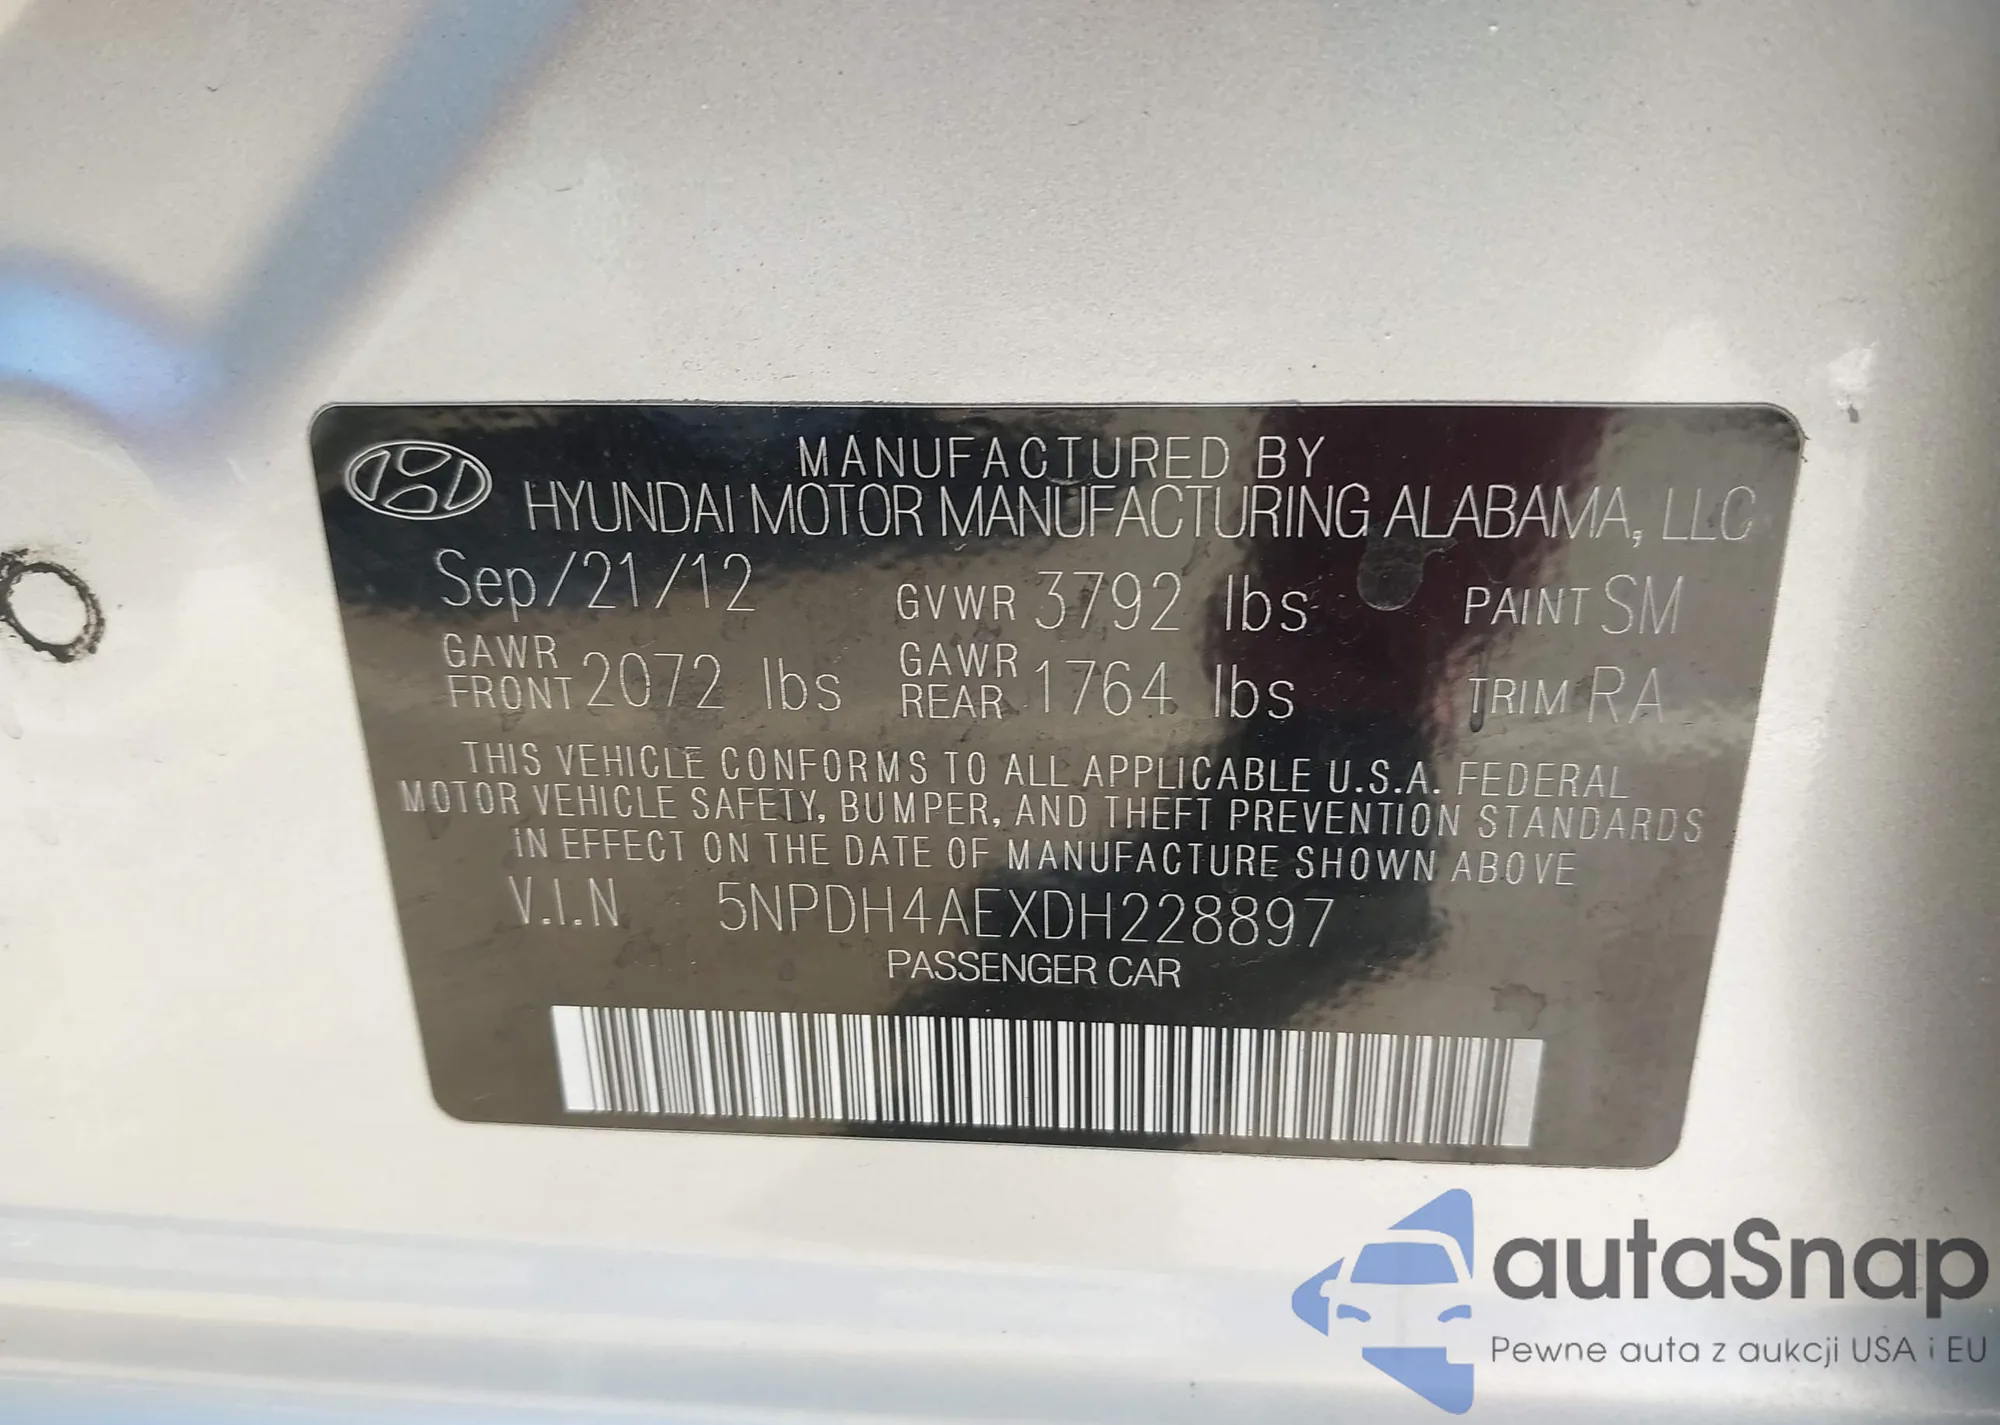 MANUFACTURED BY
HYUNDAI MOTOR MANUFACTURING ALABAMA, LLC
Sep/21/12 GVWR 3792 lbs PAINT SM
GAWR FRONT 2072 lbs GAWR REAR 1764 lbs TRIM RA
THIS VEHICLE CONFORMS TO ALL APPLICABLE U.S.A. FEDERAL
MOTOR VEHICLE SAFETY, BUMPER, AND THEFT PREVENTION STANDARDS
IN EFFECT ON THE DATE OF MANUFACTURE SHOWN ABOVE
V.I.N 5NPDH4AEXDH228897
PASSENGER CAR
autaSnap
Pewne auta z aukcji USA i EU